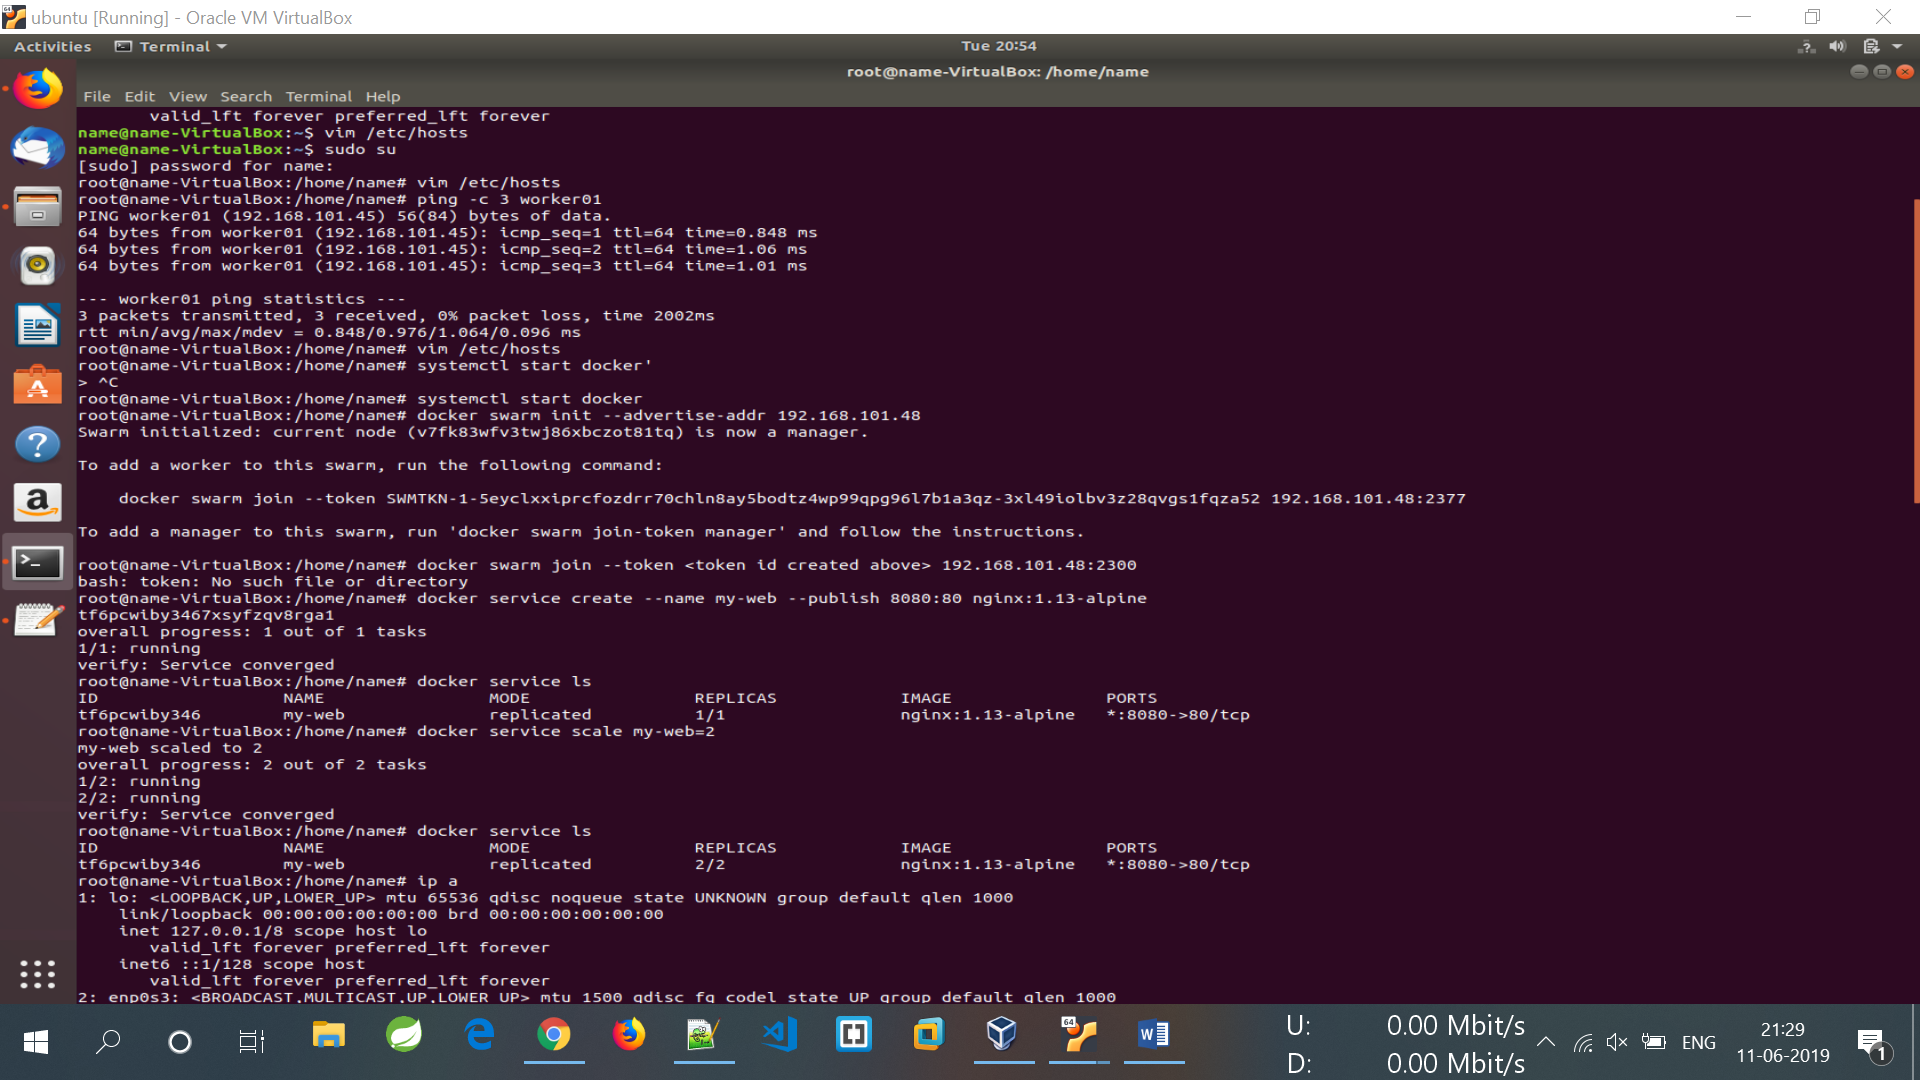 ubuntu [Running] - Oracle VM VirtualBox
Activities Terminal Tue 20:54
root@name-VirtualBox: /home/name
File Edit View Search Terminal Help
valid_lft forever preferred_lft forever
name@name-VirtualBox:~$ vim /etc/hosts
name@name-VirtualBox:~$ sudo su
[sudo] password for name:
root@name-VirtualBox:/home/name# vim /etc/hosts
root@name-VirtualBox:/home/name# ping -c 3 worker01
PING worker01 (192.168.101.45) 56(84) bytes of data.
64 bytes from worker01 (192.168.101.45): icmp_seq=1 ttl=64 time=0.848 ms
64 bytes from worker01 (192.168.101.45): icmp_seq=2 ttl=64 time=1.06 ms
64 bytes from worker01 (192.168.101.45): icmp_seq=3 ttl=64 time=1.01 ms
--- worker01 ping statistics ---
3 packets transmitted, 3 received, 0% packet loss, time 2002ms
rtt min/avg/max/mdev = 0.848/0.976/1.064/0.096 ms
root@name-VirtualBox:/home/name# vim /etc/hosts
root@name-VirtualBox:/home/name# systemctl start docker'
> ^C
root@name-VirtualBox:/home/name# systemctl start docker
root@name-VirtualBox:/home/name# docker swarm init --advertise-addr 192.168.101.48
Swarm initialized: current node (v7fk83wfv3twj86xbczot81tq) is now a manager.
To add a worker to this swarm, run the following command:
docker swarm join --token SWMTKN-1-5eyclxxiprcfozdrr70chln8ay5bodtz4wp99qpg96l7b1a3qz-3xl49iolbv3z28qvgs1fqza52 192.168.101.48:2377
To add a manager to this swarm, run 'docker swarm join-token manager' and follow the instructions.
root@name-VirtualBox:/home/name# docker swarm join --token <token id created above> 192.168.101.48:2300
bash: token: No such file or directory
root@name-VirtualBox:/home/name# docker service create --name my-web --publish 8080:80 nginx:1.13-alpine
tf6pcwiby3467xsyfzqv8rga1
overall progress: 1 out of 1 tasks
1/1: running
verify: Service converged
root@name-VirtualBox:/home/name# docker service ls
ID NAME MODE REPLICAS IMAGE PORTS
tf6pcwiby346 my-web replicated 1/1 nginx:1.13-alpine *:8080->80/tcp
root@name-VirtualBox:/home/name# docker service scale my-web=2
my-web scaled to 2
overall progress: 2 out of 2 tasks
1/2: running
2/2: running
verify: Service converged
root@name-VirtualBox:/home/name# docker service ls
ID NAME MODE REPLICAS IMAGE PORTS
tf6pcwiby346 my-web replicated 2/2 nginx:1.13-alpine *:8080->80/tcp
root@name-VirtualBox:/home/name# ip a
1: lo: <LOOPBACK,UP,LOWER_UP> mtu 65536 qdisc noqueue state UNKNOWN group default qlen 1000
link/loopback 00:00:00:00:00:00 brd 00:00:00:00:00:00
inet 127.0.0.1/8 scope host lo
valid_lft forever preferred_lft forever
inet6 ::1/128 scope host
valid_lft forever preferred_lft forever
2: enp0s3: <BROADCAST,MULTICAST,UP,LOWER_UP> mtu 1500 qdisc fq_codel state UP group default qlen 1000
U: 0.00 Mbit/s
D: 0.00 Mbit/s
ENG
21:29
11-06-2019
1